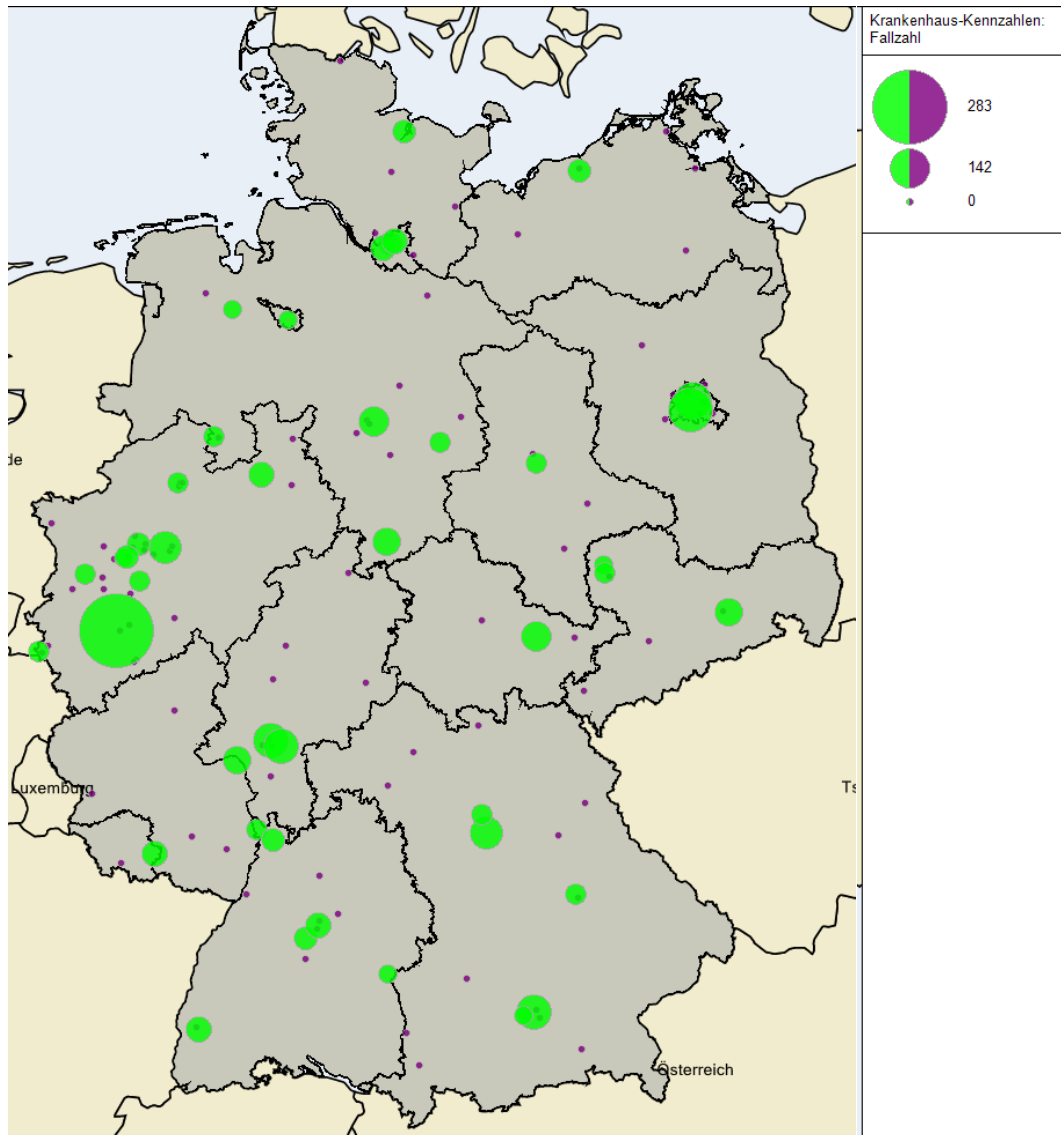 Krankenhaus-Kennzahlen:
Fallzahl
283
142
0
de
Luxemburg
Ts
Österreich